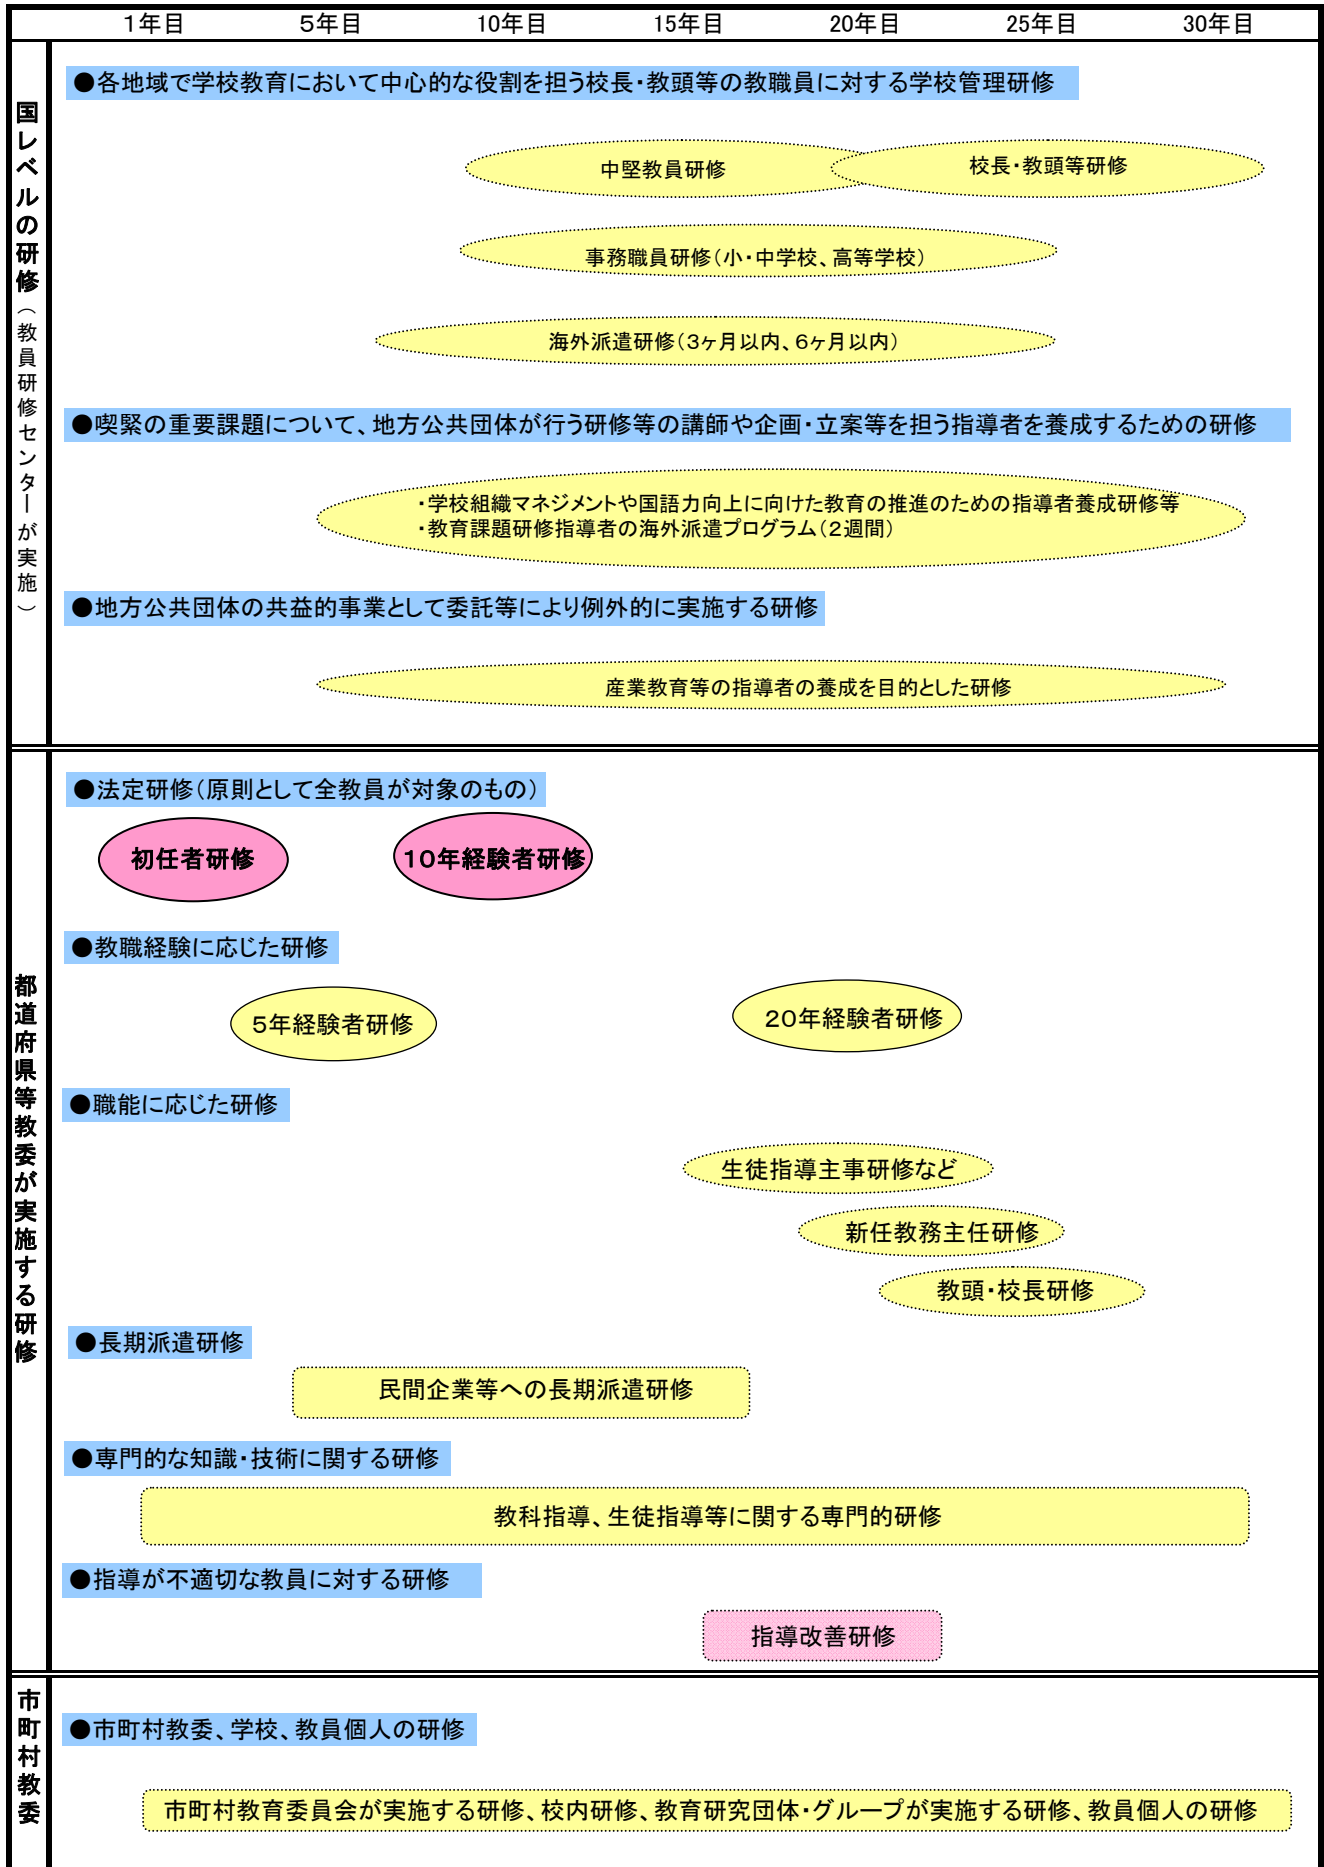 １年目　５年目　10年目　15年目　20年目　25年目　30年目
国レベルの研修（教員研修センターが実施）
●各地域で学校教育において中心的な役割を担う校長・教頭等の教職員に対する学校管理研修
中堅教員研修
校長・教頭等研修
事務職員研修（小・中学校、高等学校）
海外派遣研修（３ヶ月以内、６ヶ月以内）
●喫緊の重要課題について、地方公共団体が行う研修等の講師や企画・立案等を担う指導者を養成するための研修
・学校組織マネジメントや国語力向上に向けた教育の推進のための指導者養成研修等
・教育課題研修指導者の海外派遣プログラム（２週間）
●地方公共団体の共益的事業として委託等により例外的に実施する研修
産業教育等の指導者の養成を目的とした研修
都道府県等教委が実施する研修
●法定研修（原則として全教員が対象のもの）
初任者研修
１０年経験者研修
●教職経験に応じた研修
５年経験者研修
２０年経験者研修
●職能に応じた研修
生徒指導主事研修など
新任教務主任研修
教頭・校長研修
●長期派遣研修
民間企業等への長期派遣研修
●専門的な知識・技術に関する研修
教科指導、生徒指導等に関する専門的研修
●指導が不適切な教員に対する研修
指導改善研修
市町村教委
●市町村教委、学校、教員個人の研修
市町村教育委員会が実施する研修、校内研修、教育研究団体・グループが実施する研修、教員個人の研修